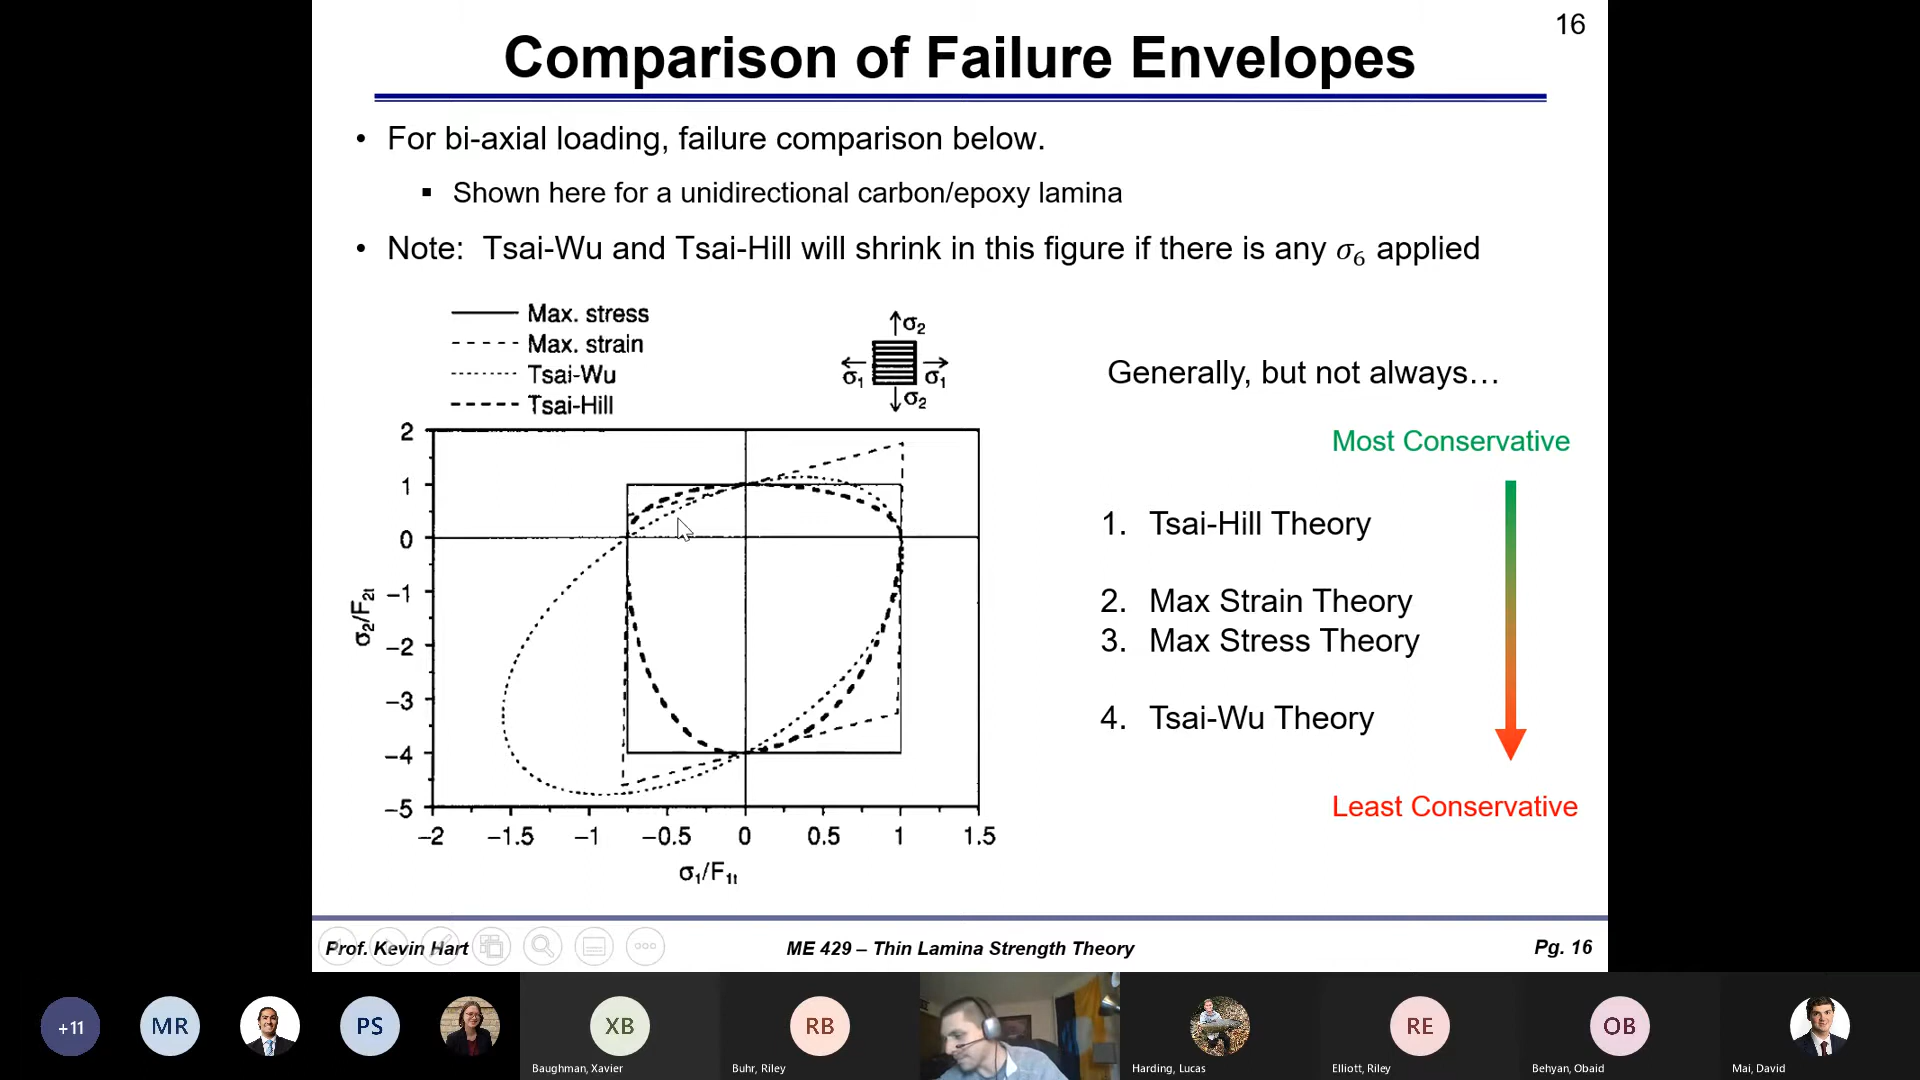 16
Comparison of Failure Envelopes
• For bi-axial loading, failure comparison below.
▪ Shown here for a unidirectional carbon/epoxy lamina
• Note: Tsai-Wu and Tsai-Hill will shrink in this figure if there is any σ₆ applied
Max. stress
Max. strain
Tsai-Wu
Tsai-Hill
σ₂
σ₁ σ₁
σ₂
2
1
0
−1
−2
−3
−4
−5
σ₂/F₂t
−2 −1.5 −1 −0.5 0 0.5 1 1.5
σ₁/F₁t
Generally, but not always…
Most Conservative
1. Tsai-Hill Theory
2. Max Strain Theory
3. Max Stress Theory
4. Tsai-Wu Theory
Least Conservative
Prof. Kevin Hart
ME 429 – Thin Lamina Strength Theory
Pg. 16
+11
MR
PS
XB
Baughman, Xavier
RB
Buhr, Riley
Harding, Lucas
RE
Elliott, Riley
OB
Behyan, Obaid
Mai, David